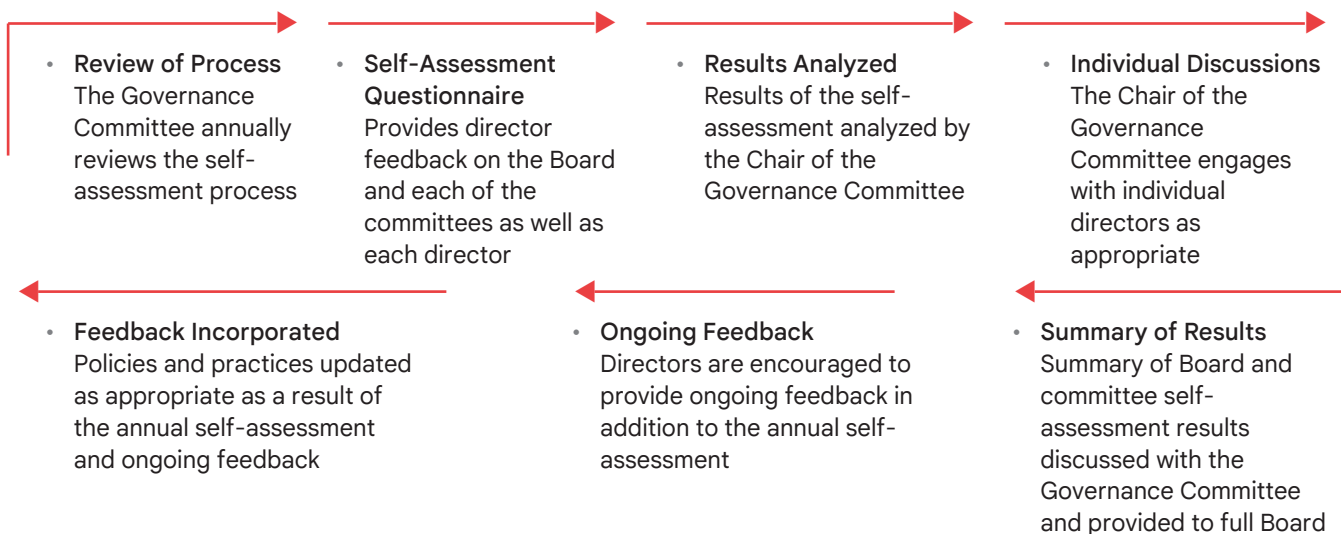 • Review of Process
The Governance
Committee annually
reviews the self-
assessment process
• Self-Assessment
Questionnaire
Provides director
feedback on the Board
and each of the
committees as well as
each director
• Results Analyzed
Results of the self-
assessment analyzed by
the Chair of the
Governance Committee
• Individual Discussions
The Chair of the
Governance
Committee engages
with individual
directors as
appropriate
• Summary of Results
Summary of Board and
committee self-
assessment results
discussed with the
Governance Committee
and provided to full Board
• Ongoing Feedback
Directors are encouraged to
provide ongoing feedback in
addition to the annual self-
assessment
• Feedback Incorporated
Policies and practices updated
as appropriate as a result of
the annual self-assessment
and ongoing feedback